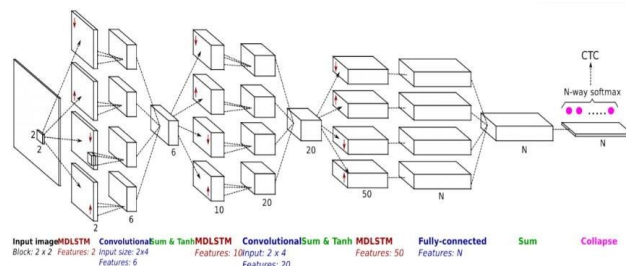 CTC
N-way softmax
2
2
2
6
6
10
20
20
50
N
N
N
Input image
Block: 2 x 2
MDLSTM
Features: 2
Convolutional
Input size: 2x4
Features: 6
Sum & Tanh
MDLSTM
Features: 10
Convolutional
Input: 2 x 4
Features: 20
Sum & Tanh
MDLSTM
Features: 50
Fully-connected
Features: N
Sum
Collapse